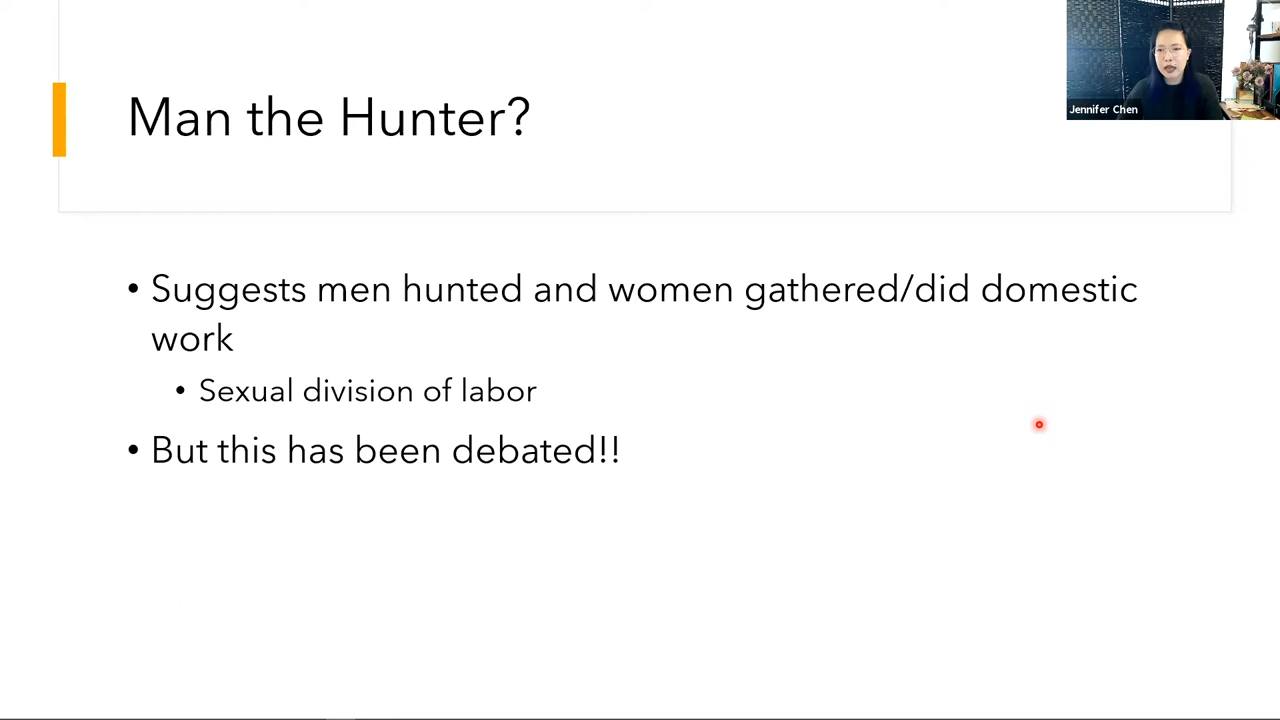 Man the Hunter?
Jennifer Chen
• Suggests men hunted and women gathered/did domestic
work
• Sexual division of labor
• But this has been debated!!